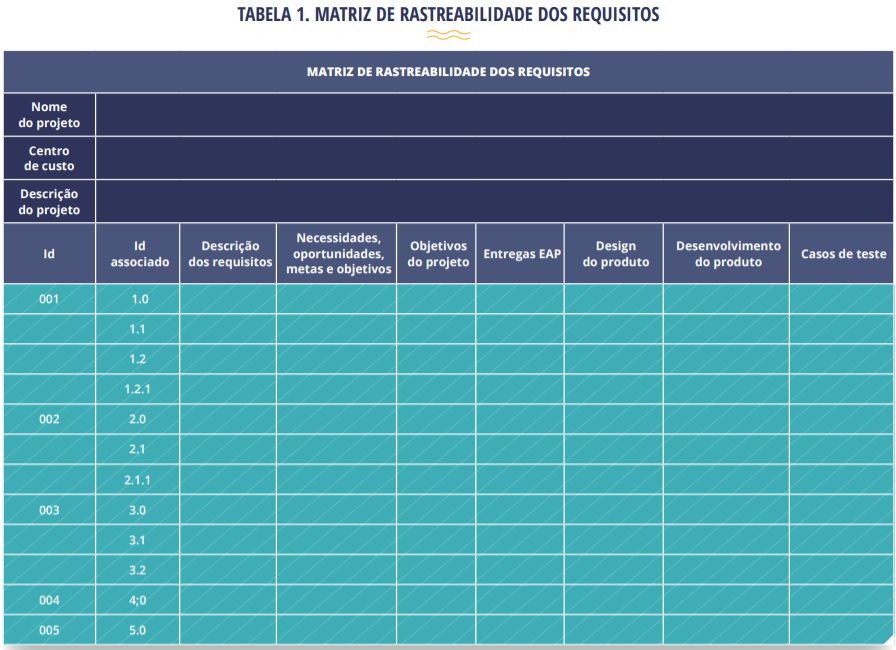 TABELA 1. MATRIZ DE RASTREABILIDADE DOS REQUISITOS
MATRIZ DE RASTREABILIDADE DOS REQUISITOS
Nome
do projeto
Centro
de custo
Descrição
do projeto
Id
Id
associado
Descrição
dos requisitos
Necessidades,
oportunidades,
metas e objetivos
Objetivos
do projeto
Entregas EAP
Design
do produto
Desenvolvimento
do produto
Casos de teste
001 1.0
1.1
1.2
1.2.1
002 2.0
2.1
2.1.1
003 3.0
3.1
3.2
004 4;0
005 5.0